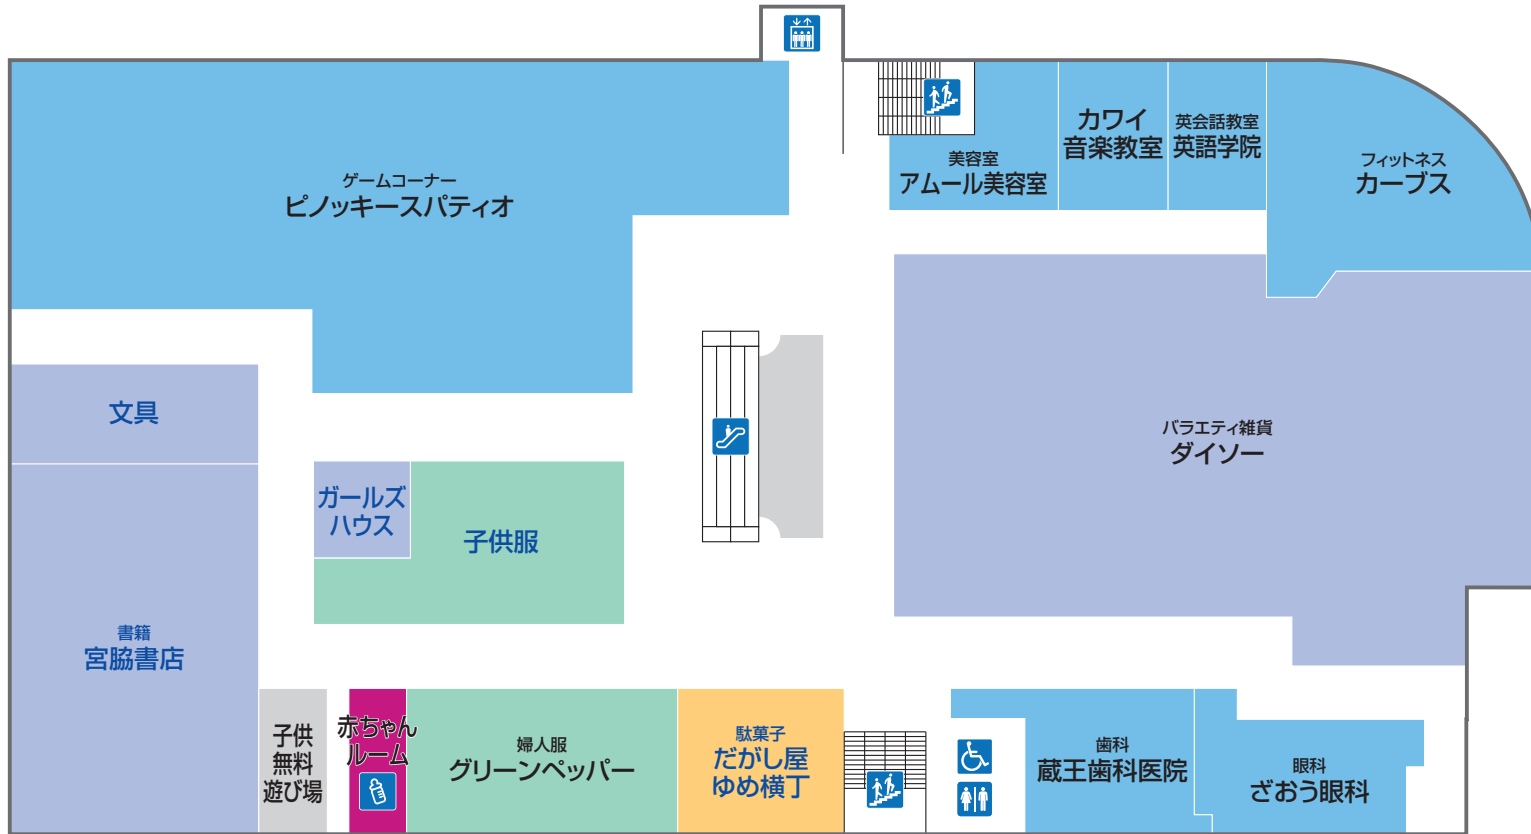 ゲームコーナー
ピノッキースパティオ
美容室
アムール美容室
カワイ
音楽教室
英会話教室
英語学院
フィットネス
カーブス
文具
バラエティ雑貨
ダイソー
ガールズ
ハウス
子供服
書籍
宮脇書店
子供
無料
遊び場
赤ちゃん
ルーム
婦人服
グリーンペッパー
駄菓子
だがし屋
ゆめ横丁
歯科
蔵王歯科医院
眼科
ざおう眼科